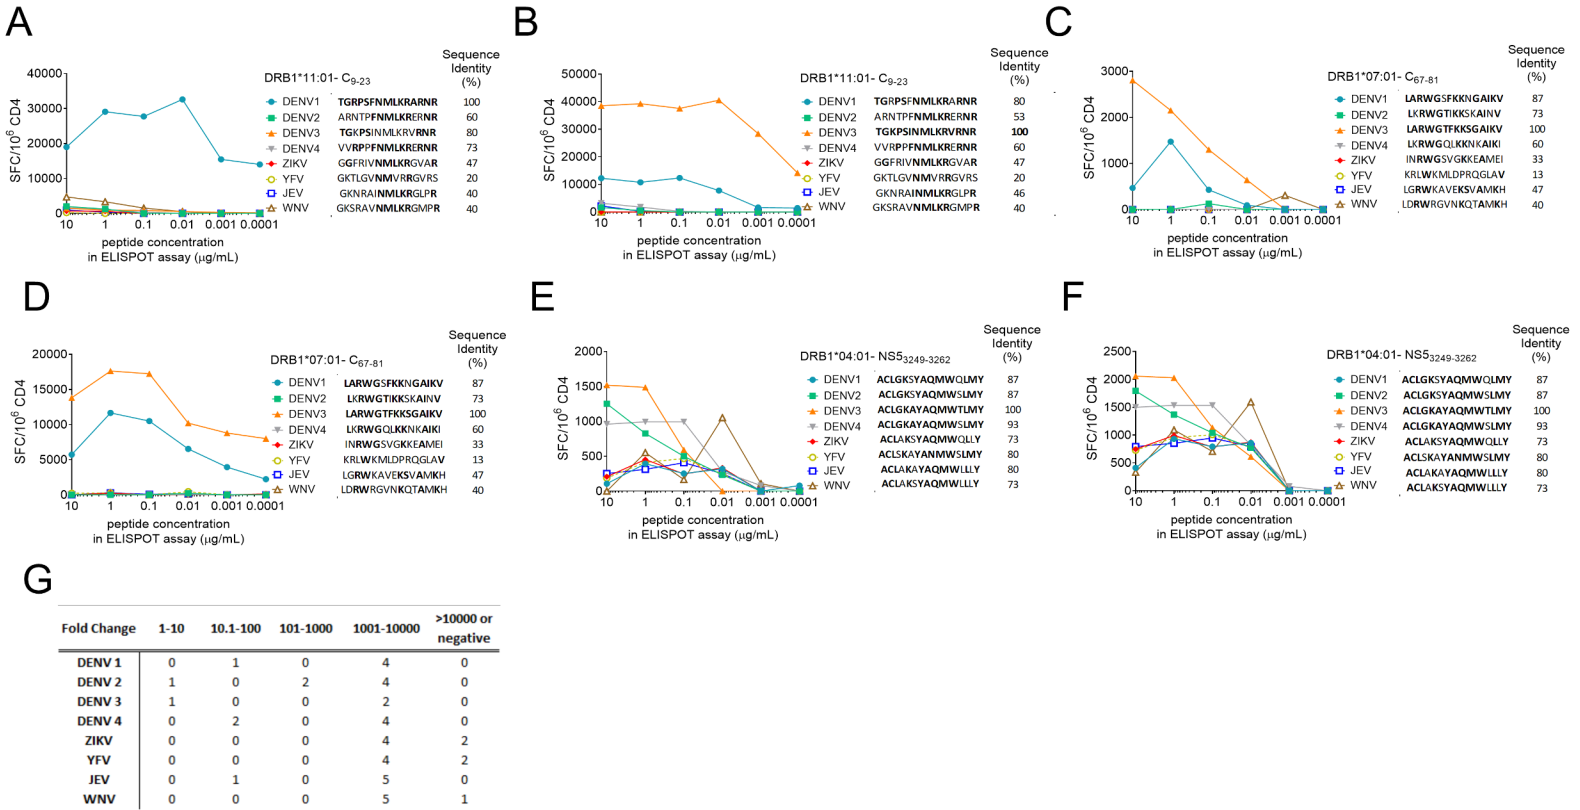 A
Sequence
Identity
(%)
DRB1*11:01- C9-23
SFC/10^6 CD4
40000
30000
20000
10000
0
10 1 0.1 0.01 0.001 0.0001
peptide concentration
in ELISPOT assay (µg/mL)
DENV1 TGRPSFNMLKRARNR 100
DENV2 ARNTPFNMLKRERNR 60
DENV3 TGKPSINMLKRVRNR 80
DENV4 VVRPPFNMLKRERNR 73
ZIKV GGFRIVNMLKRGVAR 47
YFV GKTLGVNMVRRGVRS 20
JEV GKNRAINMLKRGLPR 40
WNV GKSRAVNMLKRGMPR 40
B
Sequence
Identity
(%)
DRB1*11:01- C9-23
SFC/10^6 CD4
50000
40000
30000
20000
10000
0
10 1 0.1 0.01 0.001 0.0001
peptide concentration
in ELISPOT assay (µg/mL)
DENV1 TGRPSFNMLKRARNR 80
DENV2 ARNTPFNMLKRERNR 53
DENV3 TGKPSINMLKRVRNR 100
DENV4 VVRPPFNMLKRERNR 60
ZIKV GGFRIVNMLKRGVAR 47
YFV GKTLGVNMVRRGVRS 20
JEV GKNRAINMLKRGLPR 46
WNV GKSRAVNMLKRGMPR 40
C
Sequence
Identity
(%)
DRB1*07:01- C67-81
SFC/10^6 CD4
3000
2000
1000
0
10 1 0.1 0.01 0.001 0.0001
peptide concentration
in ELISPOT assay (µg/mL)
DENV1 LARWGSFKKNGAIKV 87
DENV2 LKRWGTIKKSKAINV 73
DENV3 LARWGTFKKSGAIKV 100
DENV4 LKRWGQLKKNKAIKI 60
ZIKV INRWGSVGKKEAMEI 33
YFV KRLWKMLDPRQGLAV 13
JEV LGRWKAVEKSVAMKH 47
WNV LDRWRGVNKQTAMKH 40
D
Sequence
Identity
(%)
DRB1*07:01- C67-81
SFC/10^6 CD4
20000
15000
10000
5000
0
10 1 0.1 0.01 0.001 0.0001
peptide concentration
in ELISPOT assay (µg/mL)
DENV1 LARWGSFKKNGAIKV 87
DENV2 LKRWGTIKKSKAINV 73
DENV3 LARWGTFKKSGAIKV 100
DENV4 LKRWGQLKKNKAIKI 60
ZIKV INRWGSVGKKEAMEI 33
YFV KRLWKMLDPRQGLAV 13
JEV LGRWKAVEKSVAMKH 47
WNV LDRWRGVNKQTAMKH 40
E
Sequence
Identity
(%)
DRB1*04:01- NS53249-3262
SFC/10^6 CD4
2000
1500
1000
500
0
10 1 0.1 0.01 0.001 0.0001
peptide concentration
in ELISPOT assay (µg/mL)
DENV1 ACLGKSYAQMWQLMY 87
DENV2 ACLGKSYAQMWSLMY 87
DENV3 ACLGKAYAQMWTLMY 100
DENV4 ACLGKAYAQMWSLMY 93
ZIKV ACLAKSYAQMWQLLY 73
YFV ACLSKAYANMWSLMY 80
JEV ACLAKAYAQMWLLLY 80
WNV ACLAKSYAQMWLLLY 73
F
Sequence
Identity
(%)
DRB1*04:01- NS53249-3262
SFC/10^6 CD4
2500
2000
1500
1000
500
0
10 1 0.1 0.01 0.001 0.0001
peptide concentration
in ELISPOT assay (µg/mL)
DENV1 ACLGKSYAQMWQLMY 87
DENV2 ACLGKSYAQMWSLMY 87
DENV3 ACLGKAYAQMWTLMY 100
DENV4 ACLGKAYAQMWSLMY 93
ZIKV ACLAKSYAQMWQLLY 73
YFV ACLSKAYANMWSLMY 80
JEV ACLAKAYAQMWLLLY 80
WNV ACLAKSYAQMWLLLY 73
G
Fold Change 1-10 10.1-100 101-1000 1001-10000 >10000 or negative
DENV 1 0 1 0 4 0
DENV 2 1 0 2 4 0
DENV 3 1 0 0 2 0
DENV 4 0 2 0 4 0
ZIKV 0 0 0 4 2
YFV 0 0 0 4 2
JEV 0 1 0 5 0
WNV 0 0 0 5 1